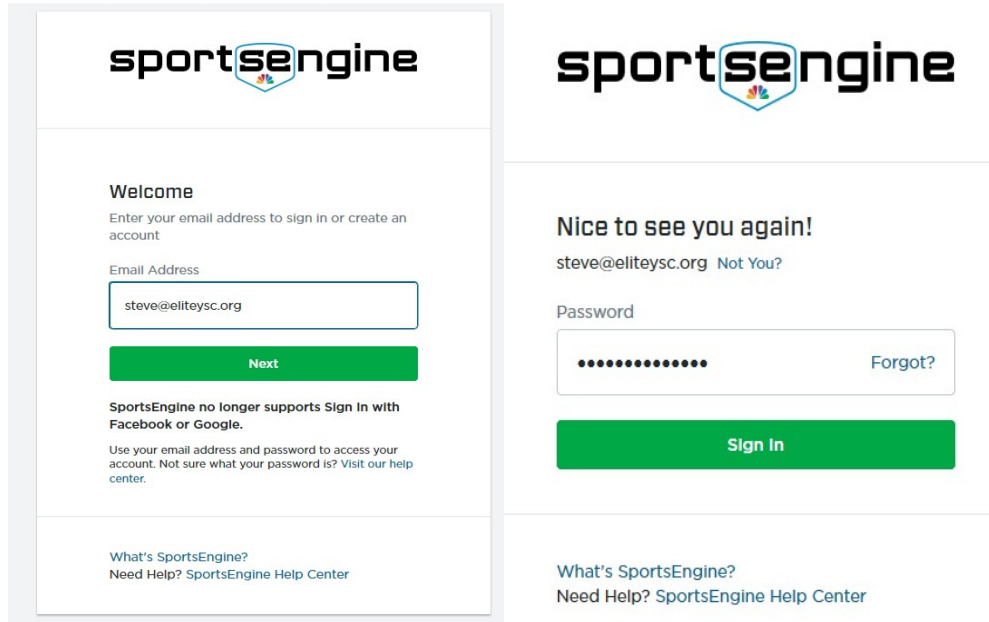 sportsengine
Welcome
Enter your email address to sign in or create an
account
Email Address
steve@eliteysc.org
Next
SportsEngine no longer supports Sign In with
Facebook or Google.
Use your email address and password to access your
account. Not sure what your password is? Visit our help
center.
What's SportsEngine?
Need Help? SportsEngine Help Center
sportsengine
Nice to see you again!
steve@eliteysc.org Not You?
Password
•••••••••••••• Forgot?
Sign In
What's SportsEngine?
Need Help? SportsEngine Help Center